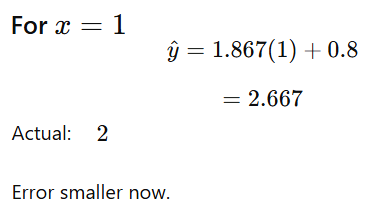 For x = 1
ŷ = 1.867(1) + 0.8
= 2.667
Actual: 2
Error smaller now.